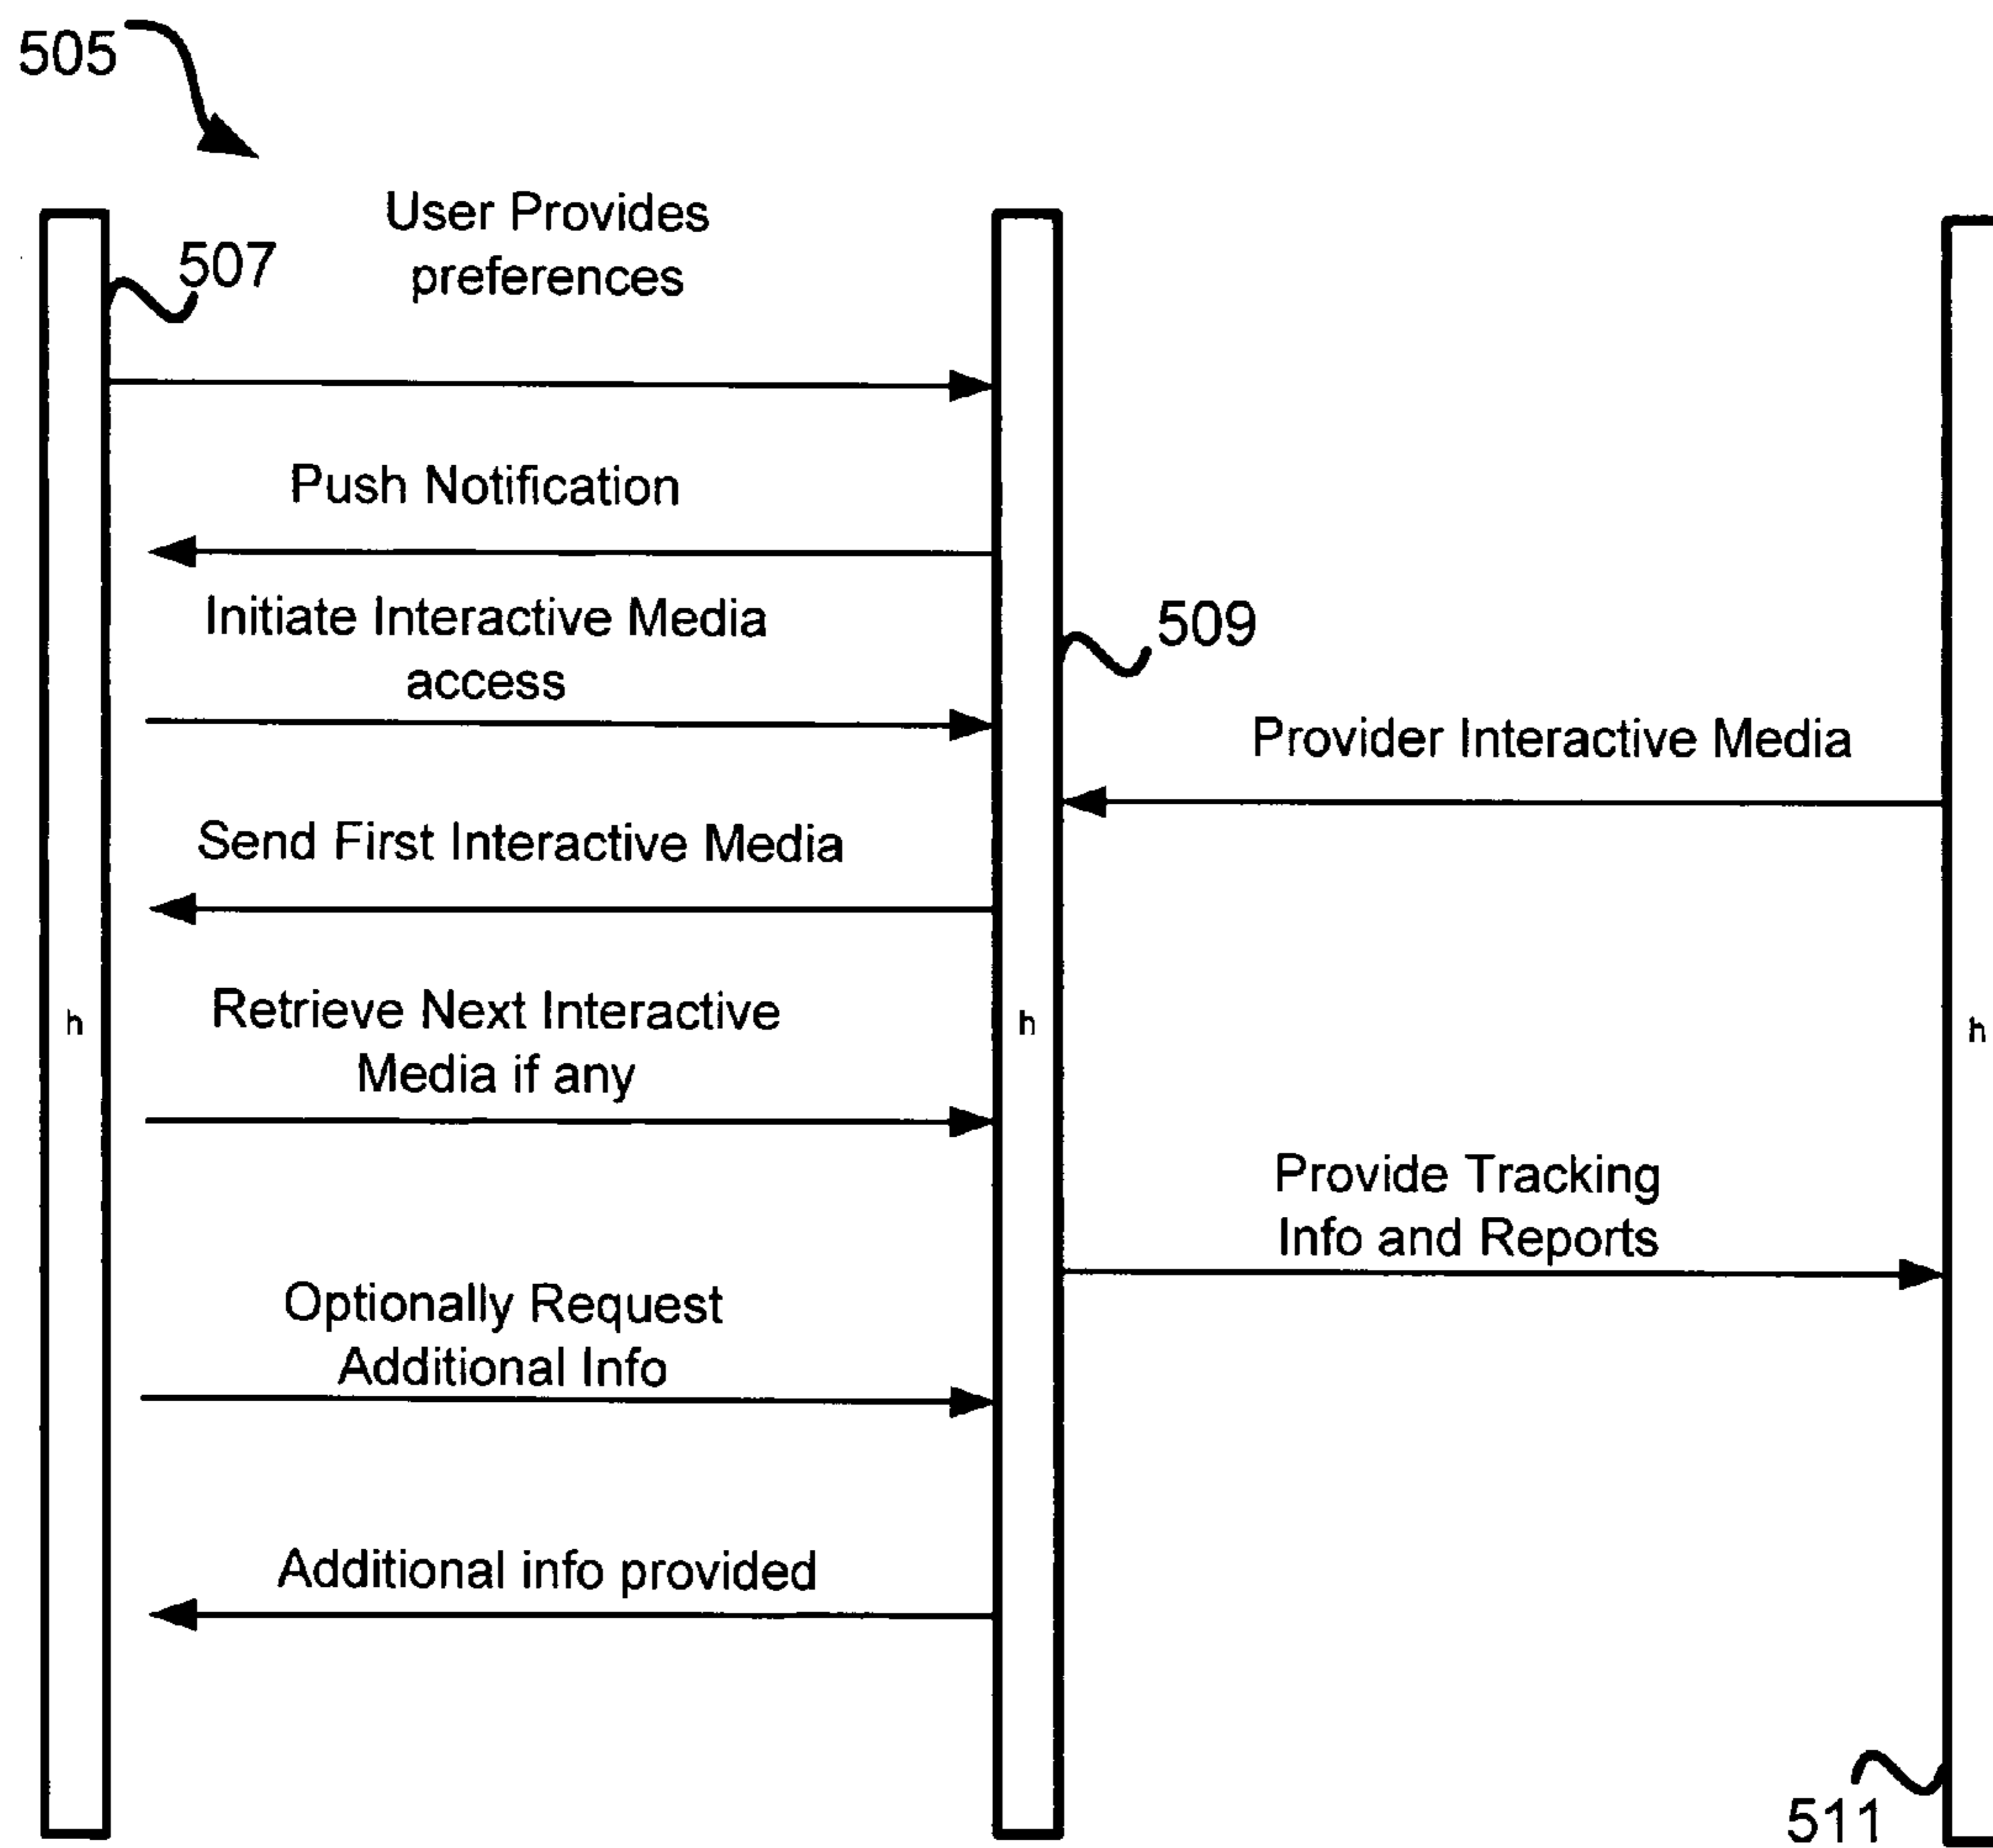 505
User Provides
preferences
507
Push Notification
Initiate Interactive Media
access
509
Provider Interactive Media
Send First Interactive Media
Retrieve Next Interactive
Media if any
h
h
h
Provide Tracking
Info and Reports
Optionally Request
Additional Info
Additional info provided
511